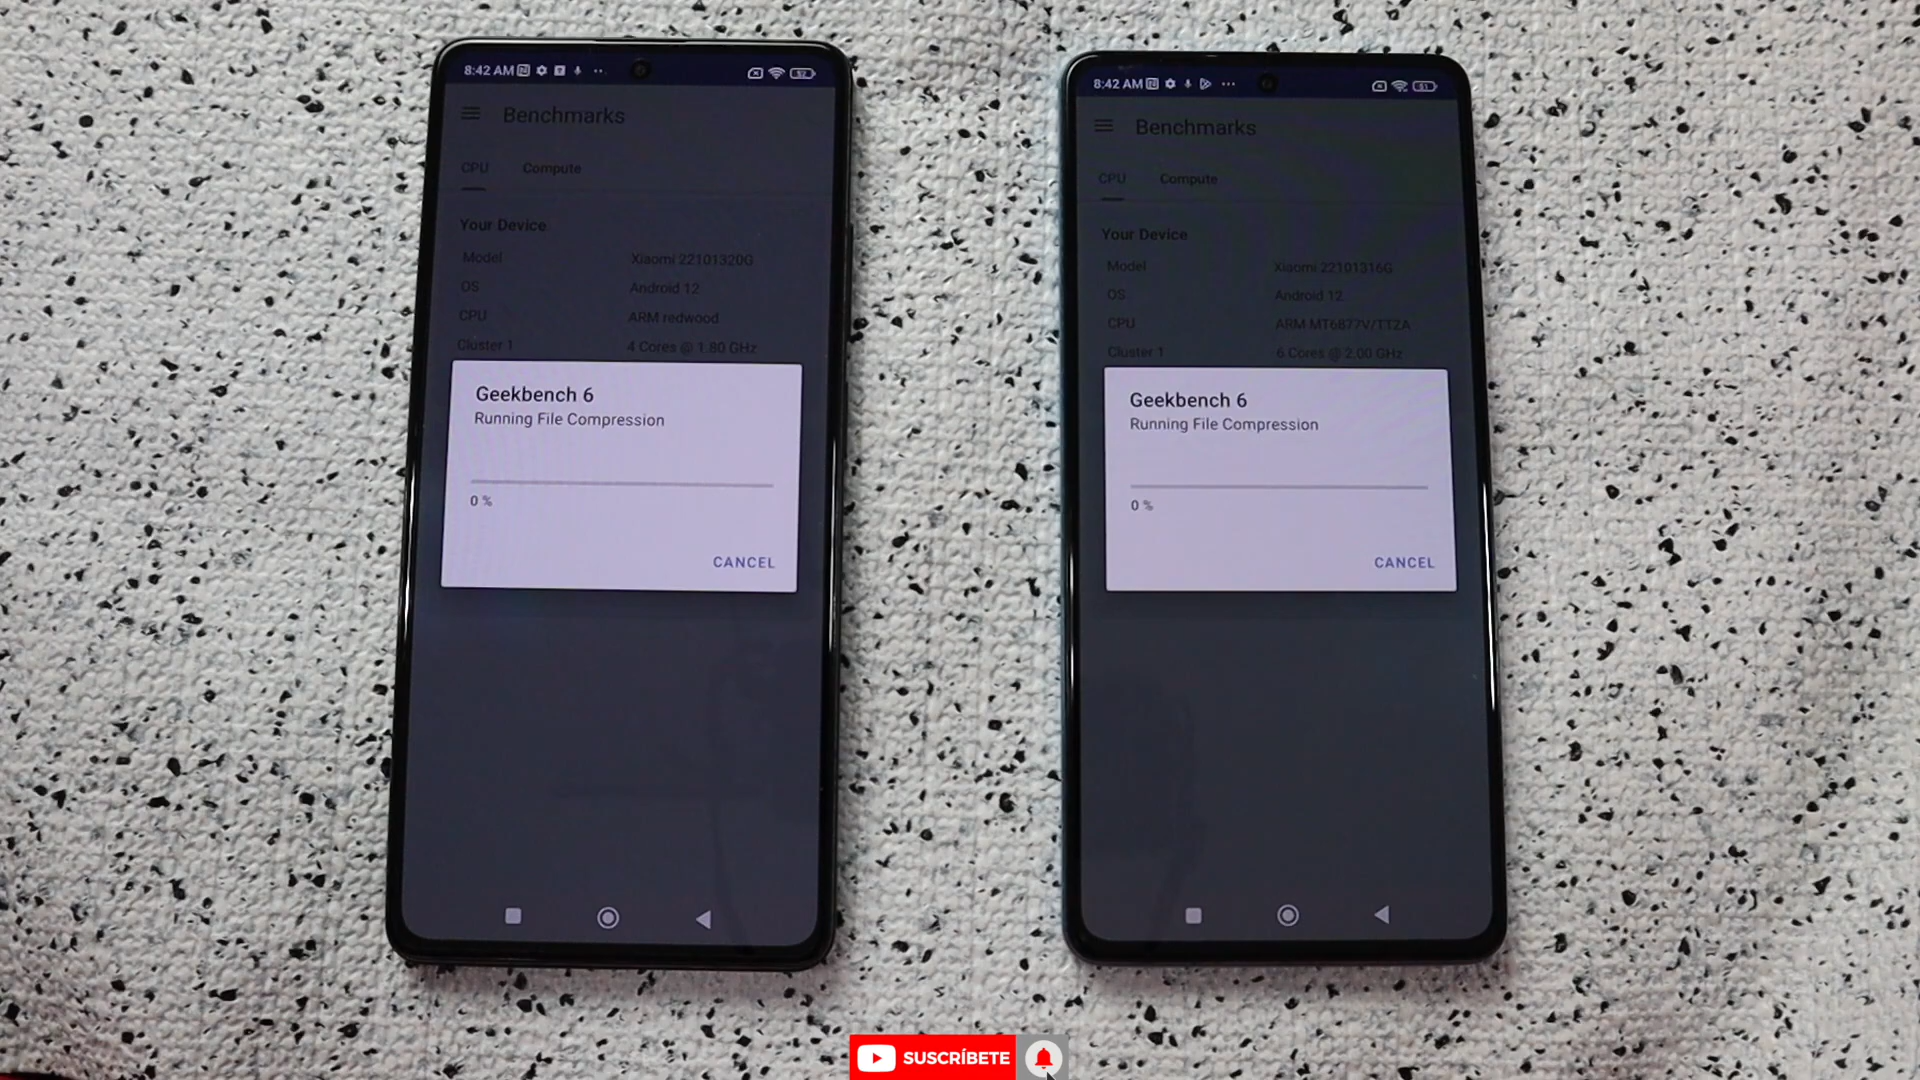 8:42 AM
52
Benchmarks
CPU Compute
Your Device
Model Xiaomi 22101320G
OS Android 12
CPU ARM redwood
Cluster 1 4 Cores @ 1.80 GHz
Geekbench 6
Running File Compression
0 %
CANCEL
8:42 AM
51
Benchmarks
CPU Compute
Your Device
Model Xiaomi 22101316G
OS Android 12
CPU ARM MT6877V/TTZA
Cluster 1 6 Cores @ 2.00 GHz
Geekbench 6
Running File Compression
0 %
CANCEL
SUSCRÍBETE